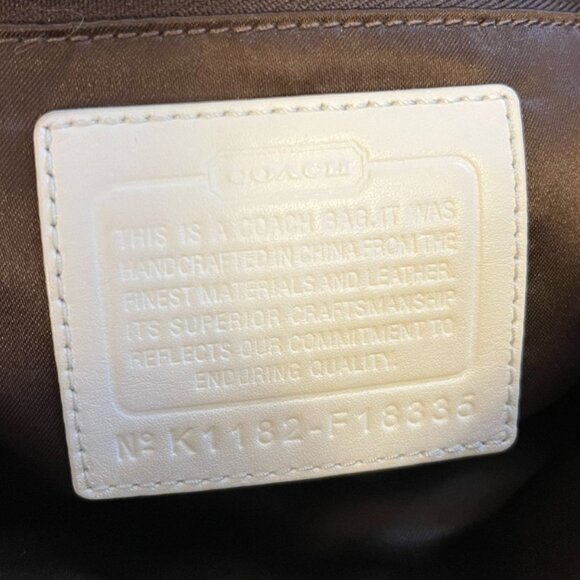 COACH
THIS IS A COACH BAG. IT WAS
HANDCRAFTED IN CHINA FROM THE
FINEST MATERIALS AND LEATHER.
ITS SUPERIOR CRAFTSMANSHIP
REFLECTS OUR COMMITMENT TO
ENDURING QUALITY.
Nº K1182-F18335